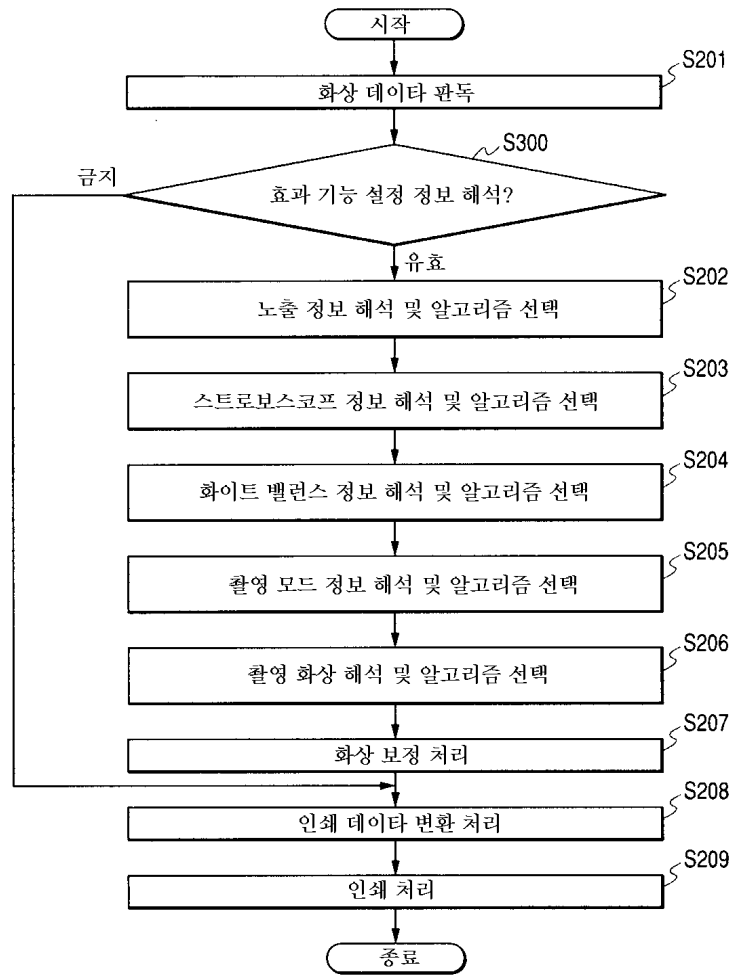 시작
S201
화상 데이타 판독
S300
금지
효과 기능 설정 정보 해석?
유효
S202
노출 정보 해석 및 알고리즘 선택
S203
스트로보스코프 정보 해석 및 알고리즘 선택
S204
화이트 밸런스 정보 해석 및 알고리즘 선택
S205
촬영 모드 정보 해석 및 알고리즘 선택
S206
촬영 화상 해석 및 알고리즘 선택
S207
화상 보정 처리
S208
인쇄 데이타 변환 처리
S209
인쇄 처리
종료